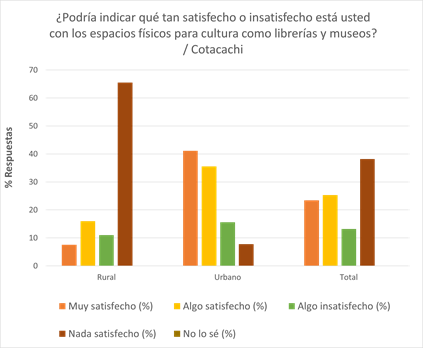 ¿Podría indicar qué tan satisfecho o insatisfecho está usted
con los espacios físicos para cultura como librerías y museos?
/ Cotacachi
70
60
50
40
30
20
10
0
% Respuestas
Rural
Urbano
Total
Muy satisfecho (%)
Algo satisfecho (%)
Algo insatisfecho (%)
Nada satisfecho (%)
No lo sé (%)